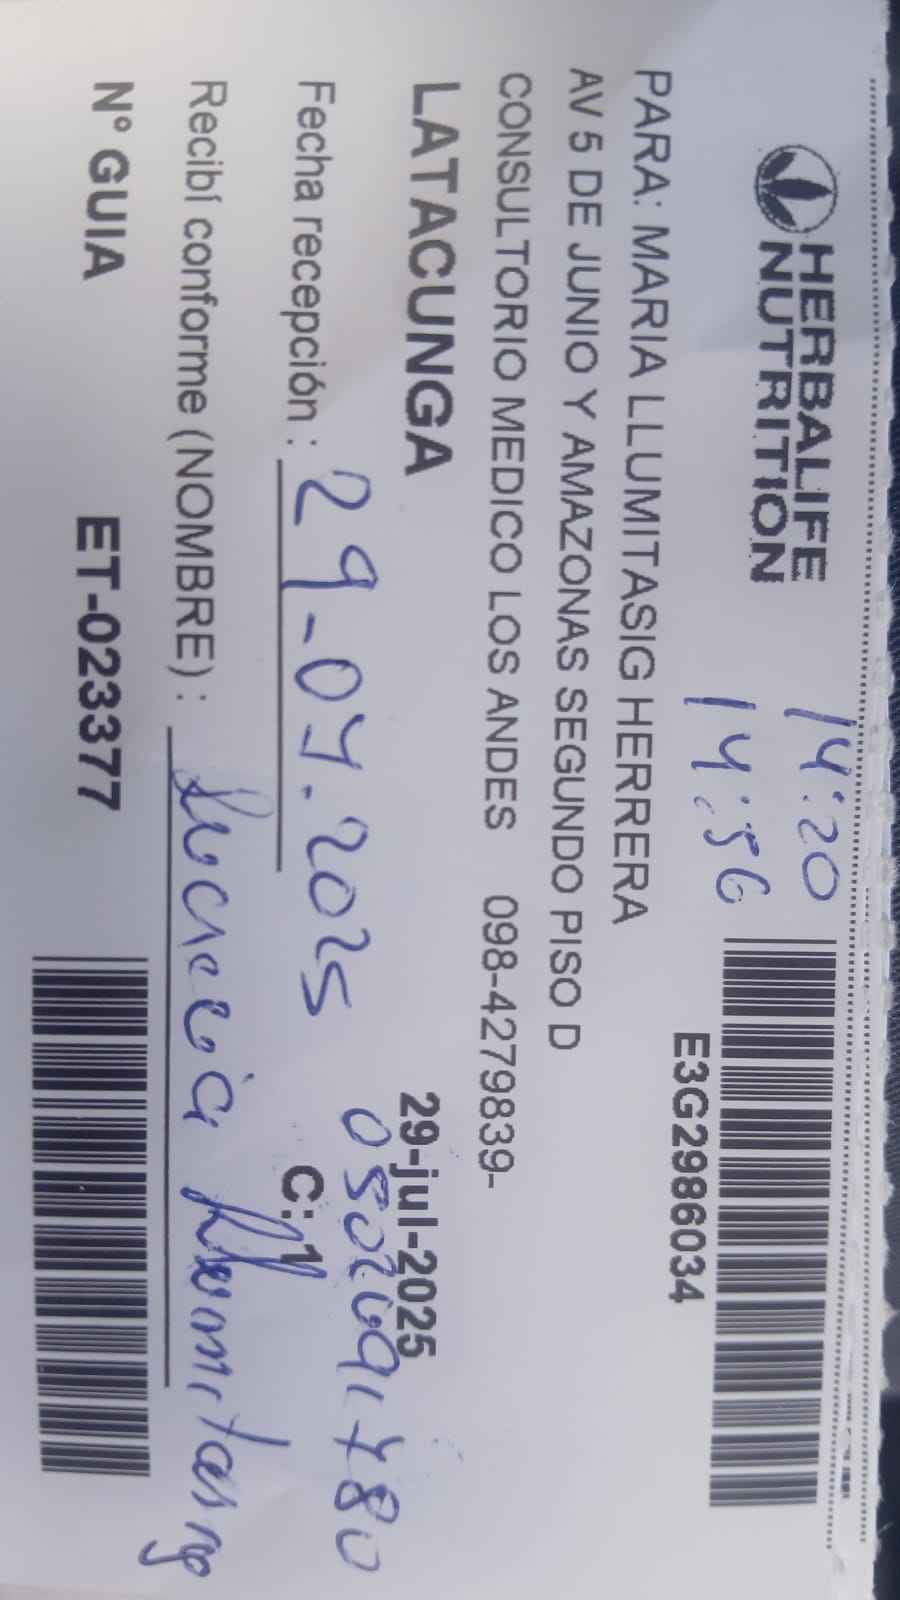 HERBALIFE
NUTRITION
14:20
14:56
E3G2986034
PARA: MARIA LLUMITASIG HERRERA
AV 5 DE JUNIO Y AMAZONAS SEGUNDO PISO D
CONSULTORIO MEDICO LOS ANDES 098-4279839-
LATACUNGA 29-jul-2025
Fecha recepción : 29-07-2025
C: 1
Recibí conforme (NOMBRE) :
Nº GUIA ET-023377